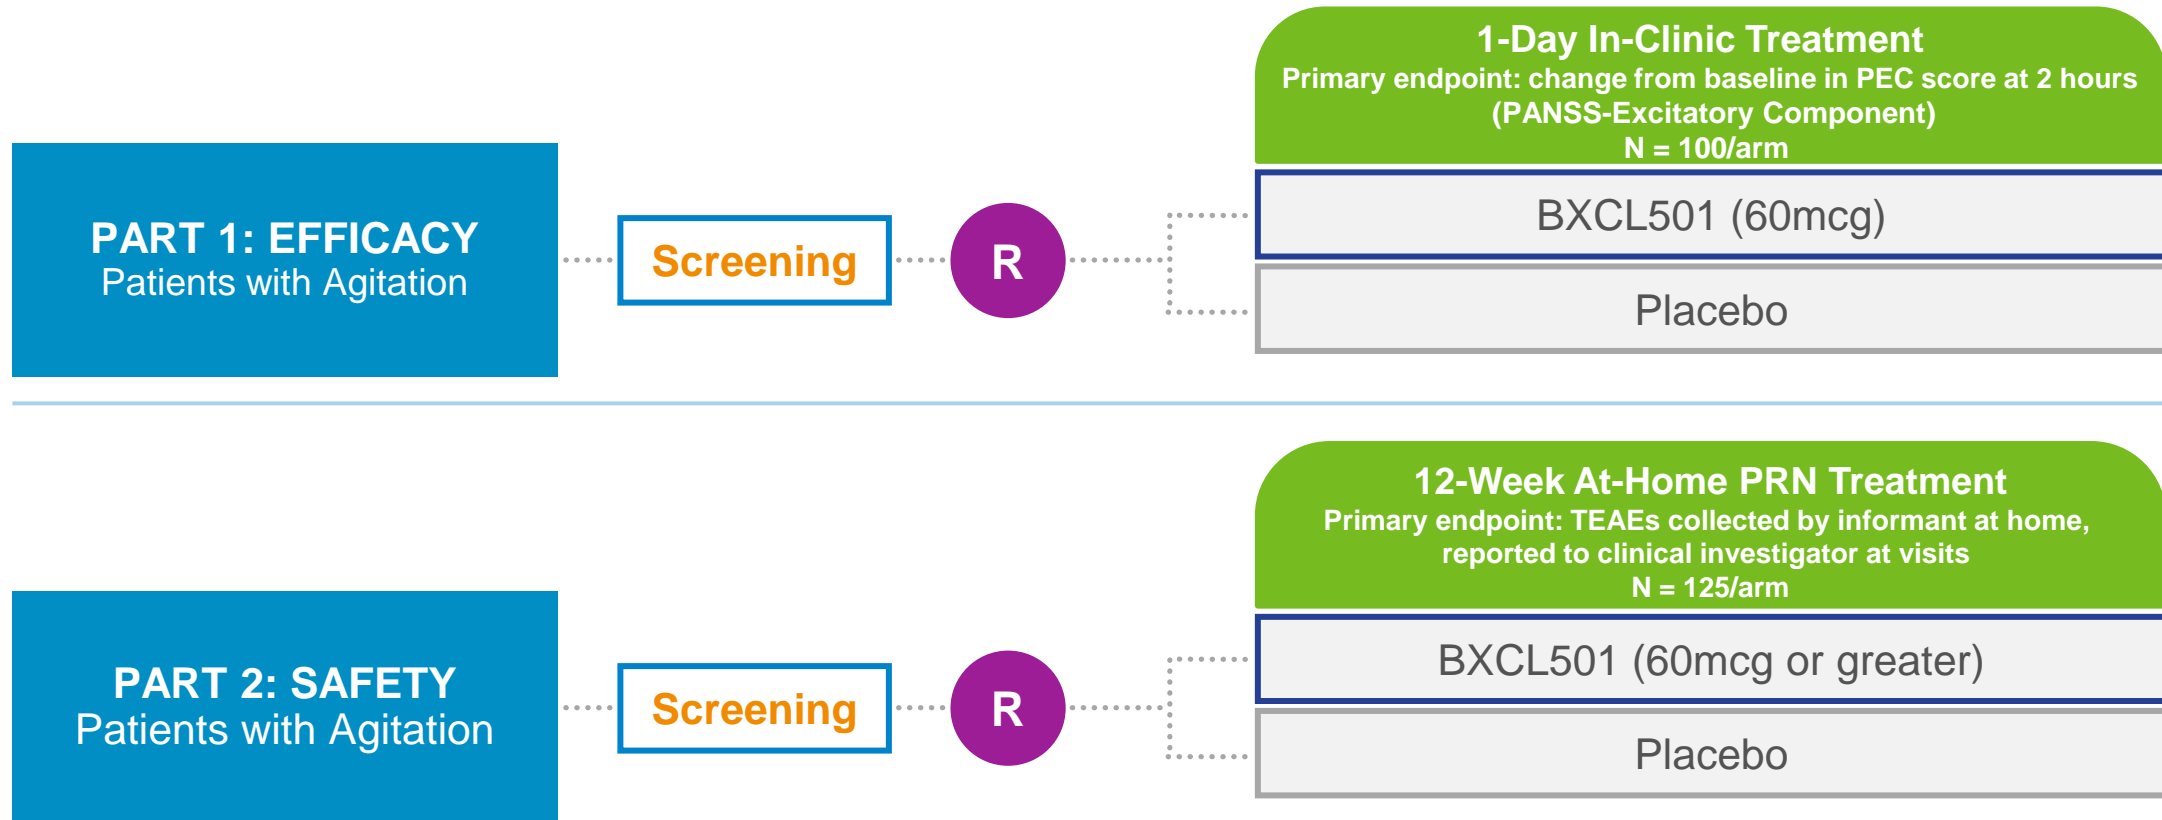 1-Day In-Clinic Treatment
Primary endpoint: change from baseline in PEC score at 2 hours
(PANSS-Excitatory Component)
N = 100/arm
PART 1: EFFICACY
Patients with Agitation
Screening
R
BXCL501 (60mcg)
Placebo
12-Week At-Home PRN Treatment
Primary endpoint: TEAEs collected by informant at home,
reported to clinical investigator at visits
N = 125/arm
PART 2: SAFETY
Patients with Agitation
Screening
R
BXCL501 (60mcg or greater)
Placebo